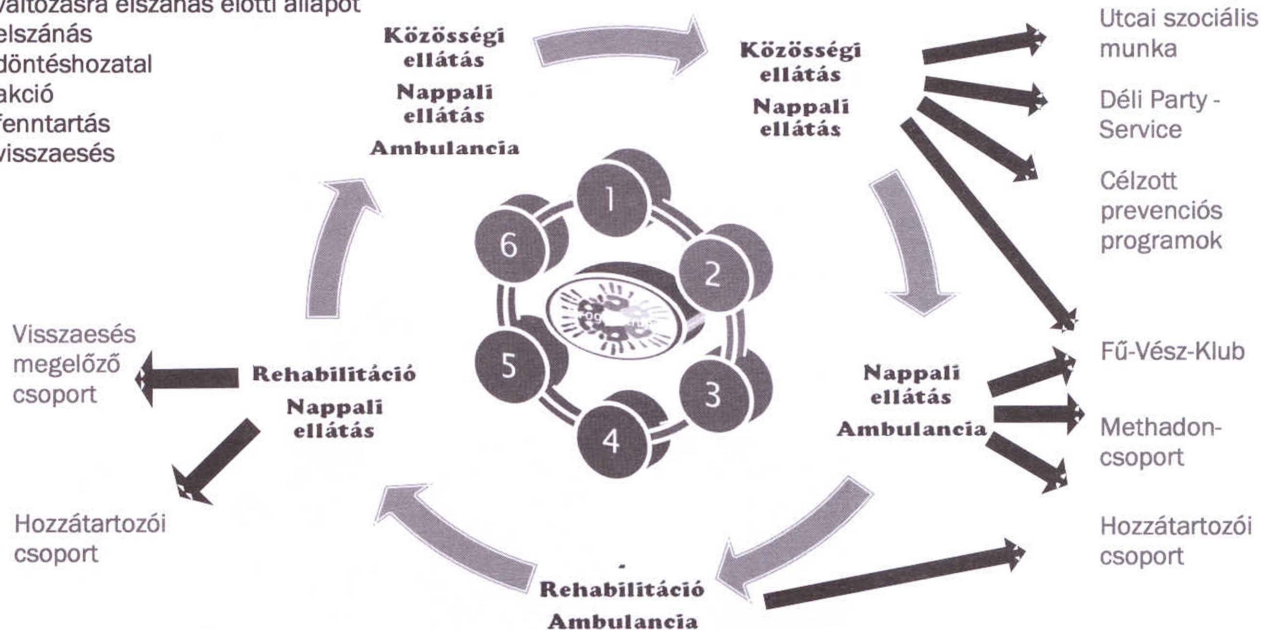 változásra elszánás előtti állapot
elszánás
döntéshozatal
akció
fenntartás
visszaesés
Közösségi
ellátás
Nappali
ellátás
Ambulancia
Közösségi
ellátás
Nappali
ellátás
Utcai szociális
munka
Déli Party -
Service
Célzott
prevenciós
programok
Fű-Vész-Klub
Methadon-
csoport
Hozzátartozói
csoport
Nappali
ellátás
Ambulancia
1
2
3
4
5
6
Rehabilitáció
Ambulancia
Rehabilitáció
Nappali
ellátás
Visszaesés
megelőző
csoport
Hozzátartozói
csoport